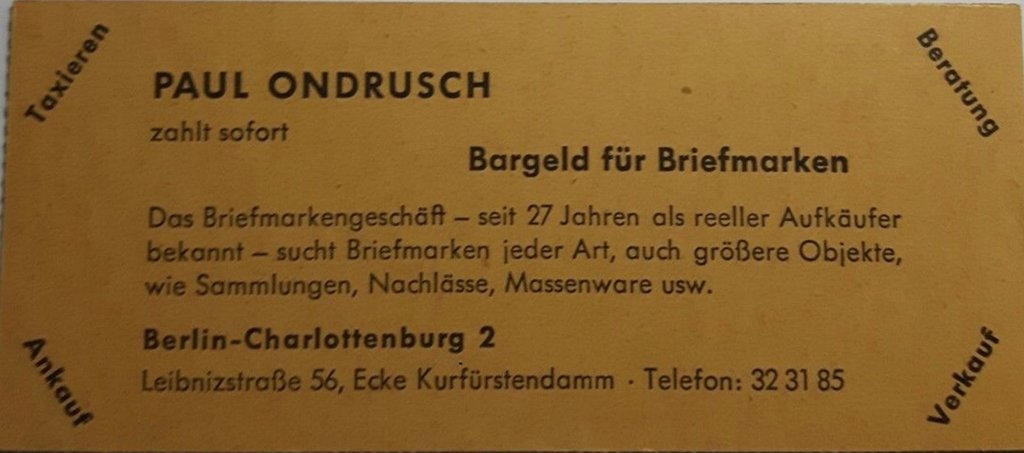 Taxieren
Beratung
PAUL ONDRUSCH
zahlt sofort
Bargeld für Briefmarken
Das Briefmarkengeschäft – seit 27 Jahren als reeller Aufkäufer
bekannt – sucht Briefmarken jeder Art, auch größere Objekte,
wie Sammlungen, Nachlässe, Massenware usw.
Berlin-Charlottenburg 2
Leibnizstraße 56, Ecke Kurfürstendamm · Telefon: 32 31 85
Ankauf
Verkauf